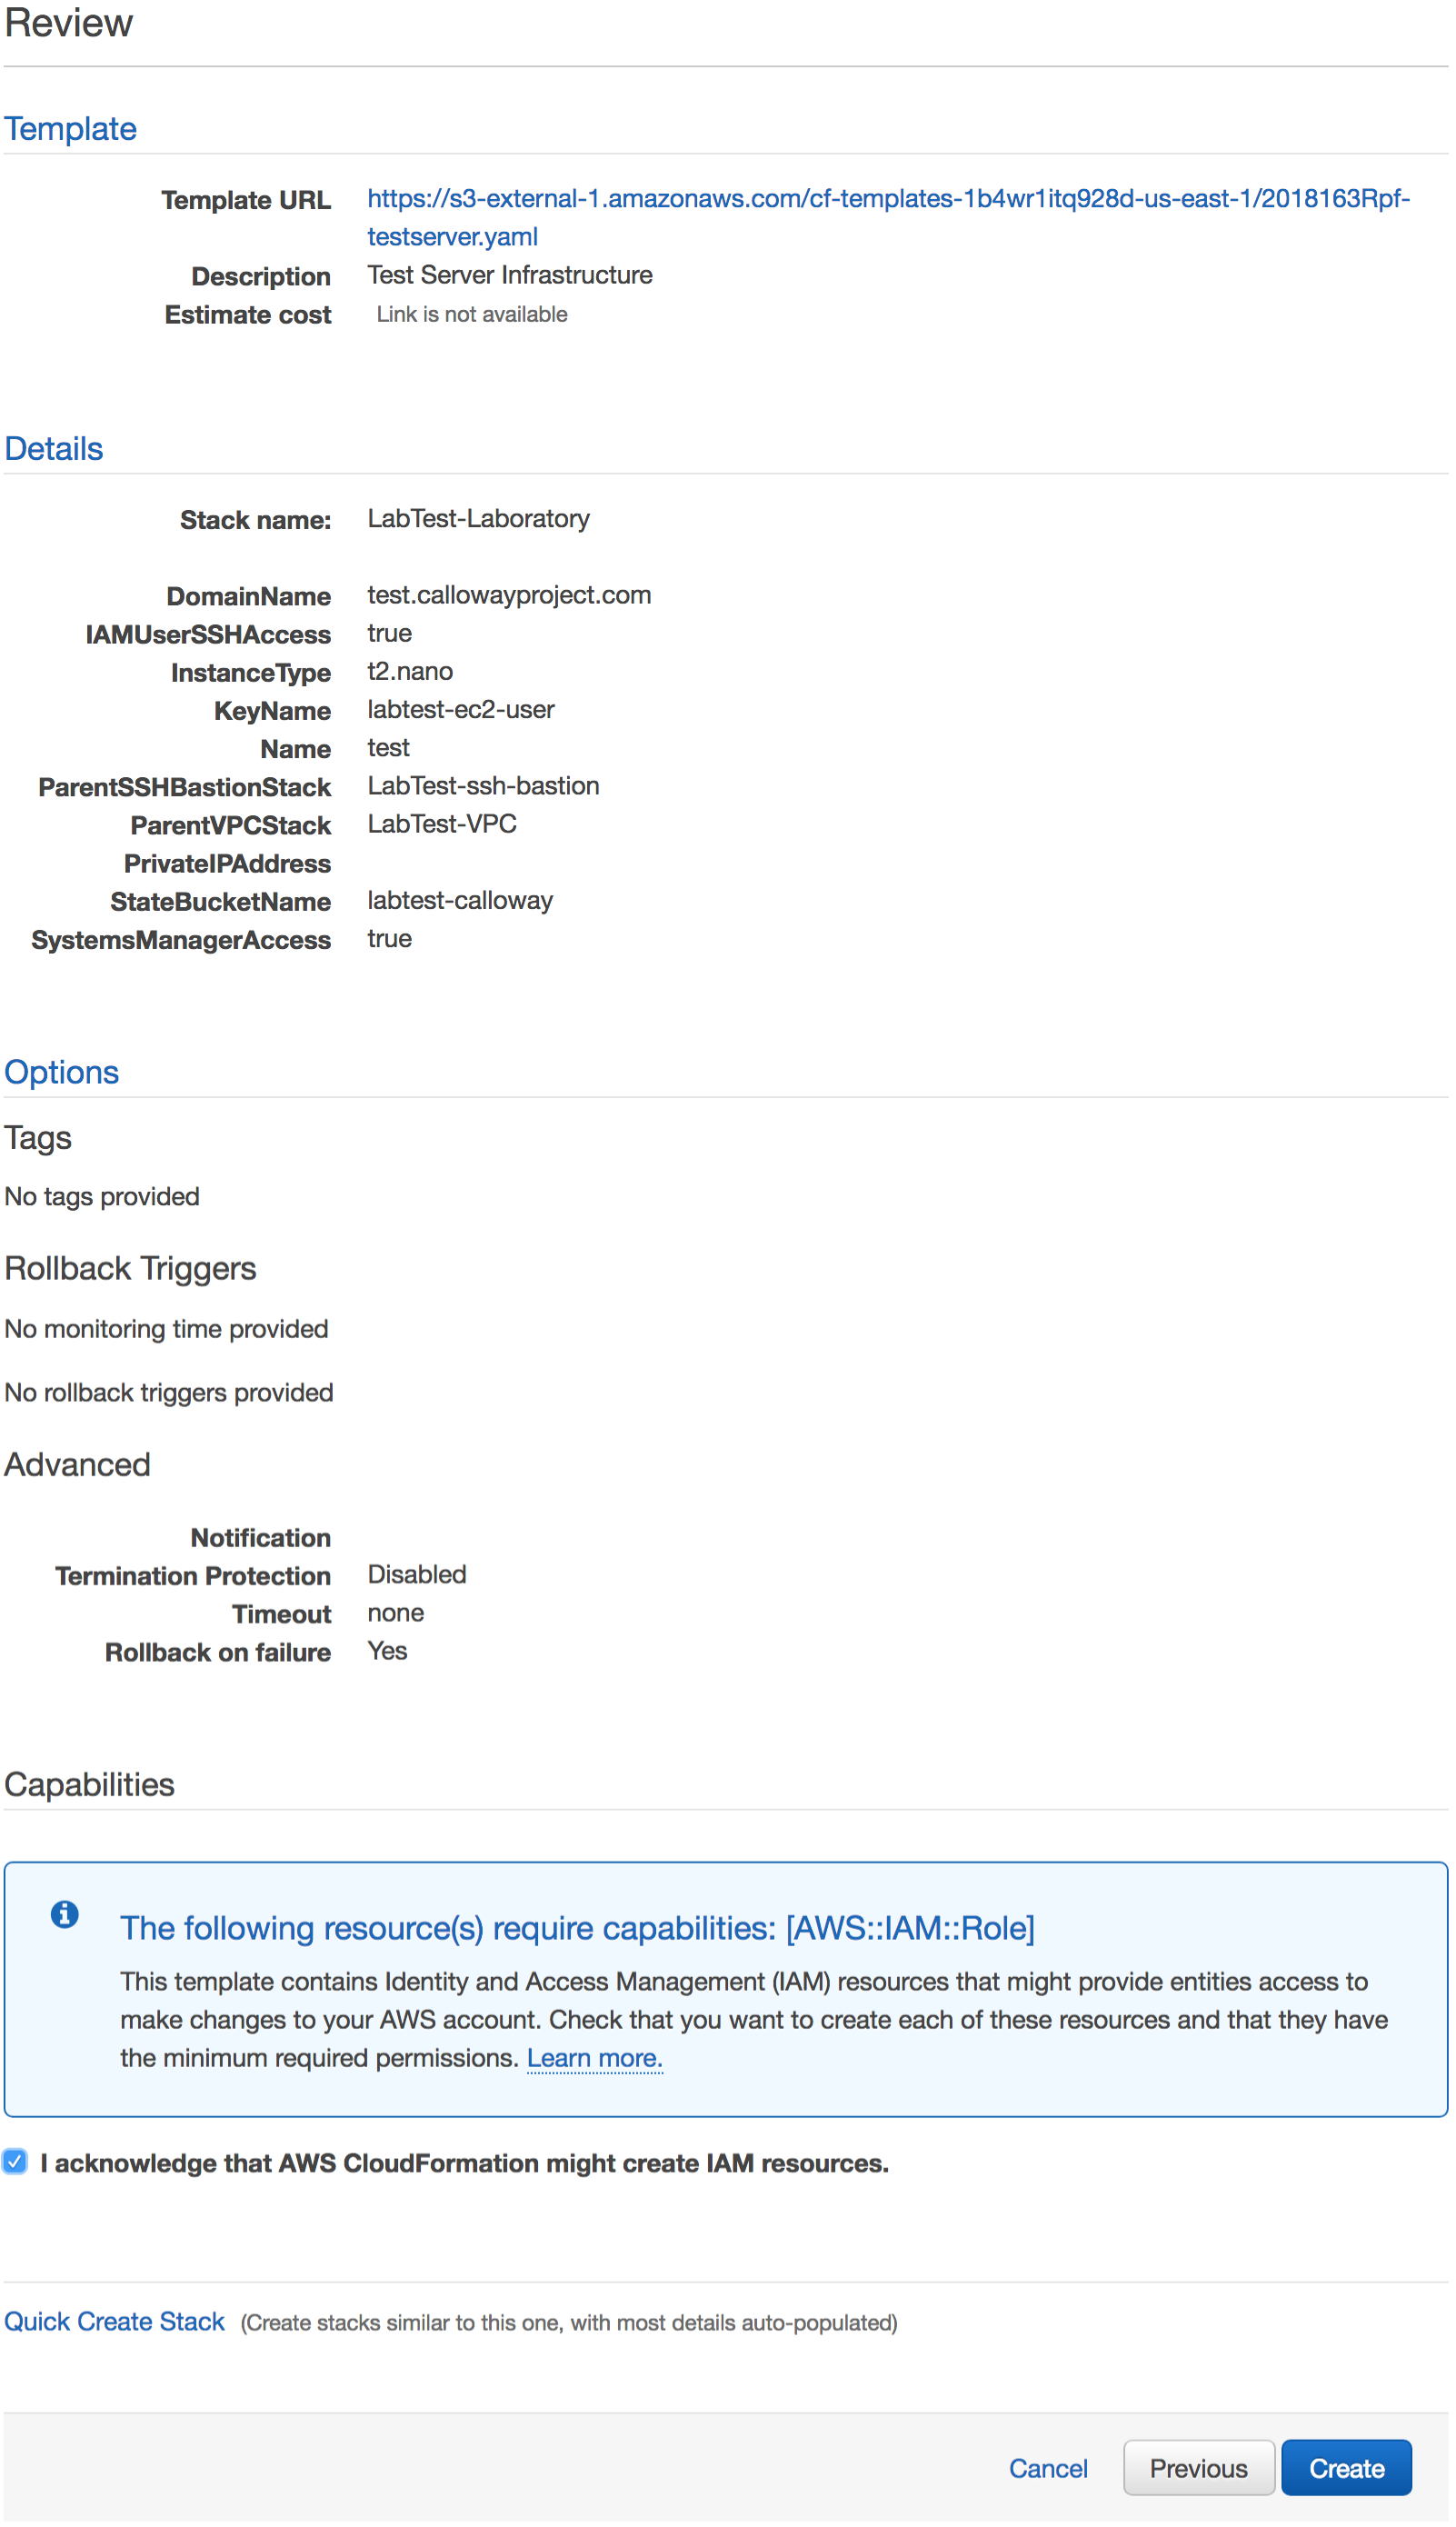 Review
Template
Template URL https://s3-external-1.amazonaws.com/cf-templates-1b4wr1itq928d-us-east-1/2018163Rpf-
testserver.yaml
Description Test Server Infrastructure
Estimate cost Link is not available
Details
Stack name: LabTest-Laboratory
DomainName test.callowayproject.com
IAMUserSSHAccess true
InstanceType t2.nano
KeyName labtest-ec2-user
Name test
ParentSSHBastionStack LabTest-ssh-bastion
ParentVPCStack LabTest-VPC
PrivateIPAddress
StateBucketName labtest-calloway
SystemsManagerAccess true
Options
Tags
No tags provided
Rollback Triggers
No monitoring time provided
No rollback triggers provided
Advanced
Notification
Termination Protection Disabled
Timeout none
Rollback on failure Yes
Capabilities
The following resource(s) require capabilities: [AWS::IAM::Role]
This template contains Identity and Access Management (IAM) resources that might provide entities access to
make changes to your AWS account. Check that you want to create each of these resources and that they have
the minimum required permissions. Learn more.
I acknowledge that AWS CloudFormation might create IAM resources.
Quick Create Stack (Create stacks similar to this one, with most details auto-populated)
Cancel Previous Create